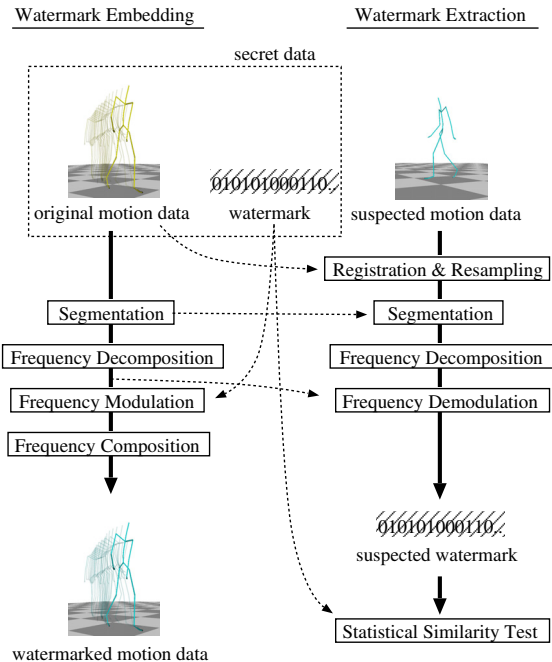 Watermark Embedding
Watermark Extraction
secret data
010101000110..
original motion data
watermark
suspected motion data
Registration & Resampling
Segmentation
Segmentation
Frequency Decomposition
Frequency Decomposition
Frequency Modulation
Frequency Demodulation
Frequency Composition
010101000110..
suspected watermark
Statistical Similarity Test
watermarked motion data